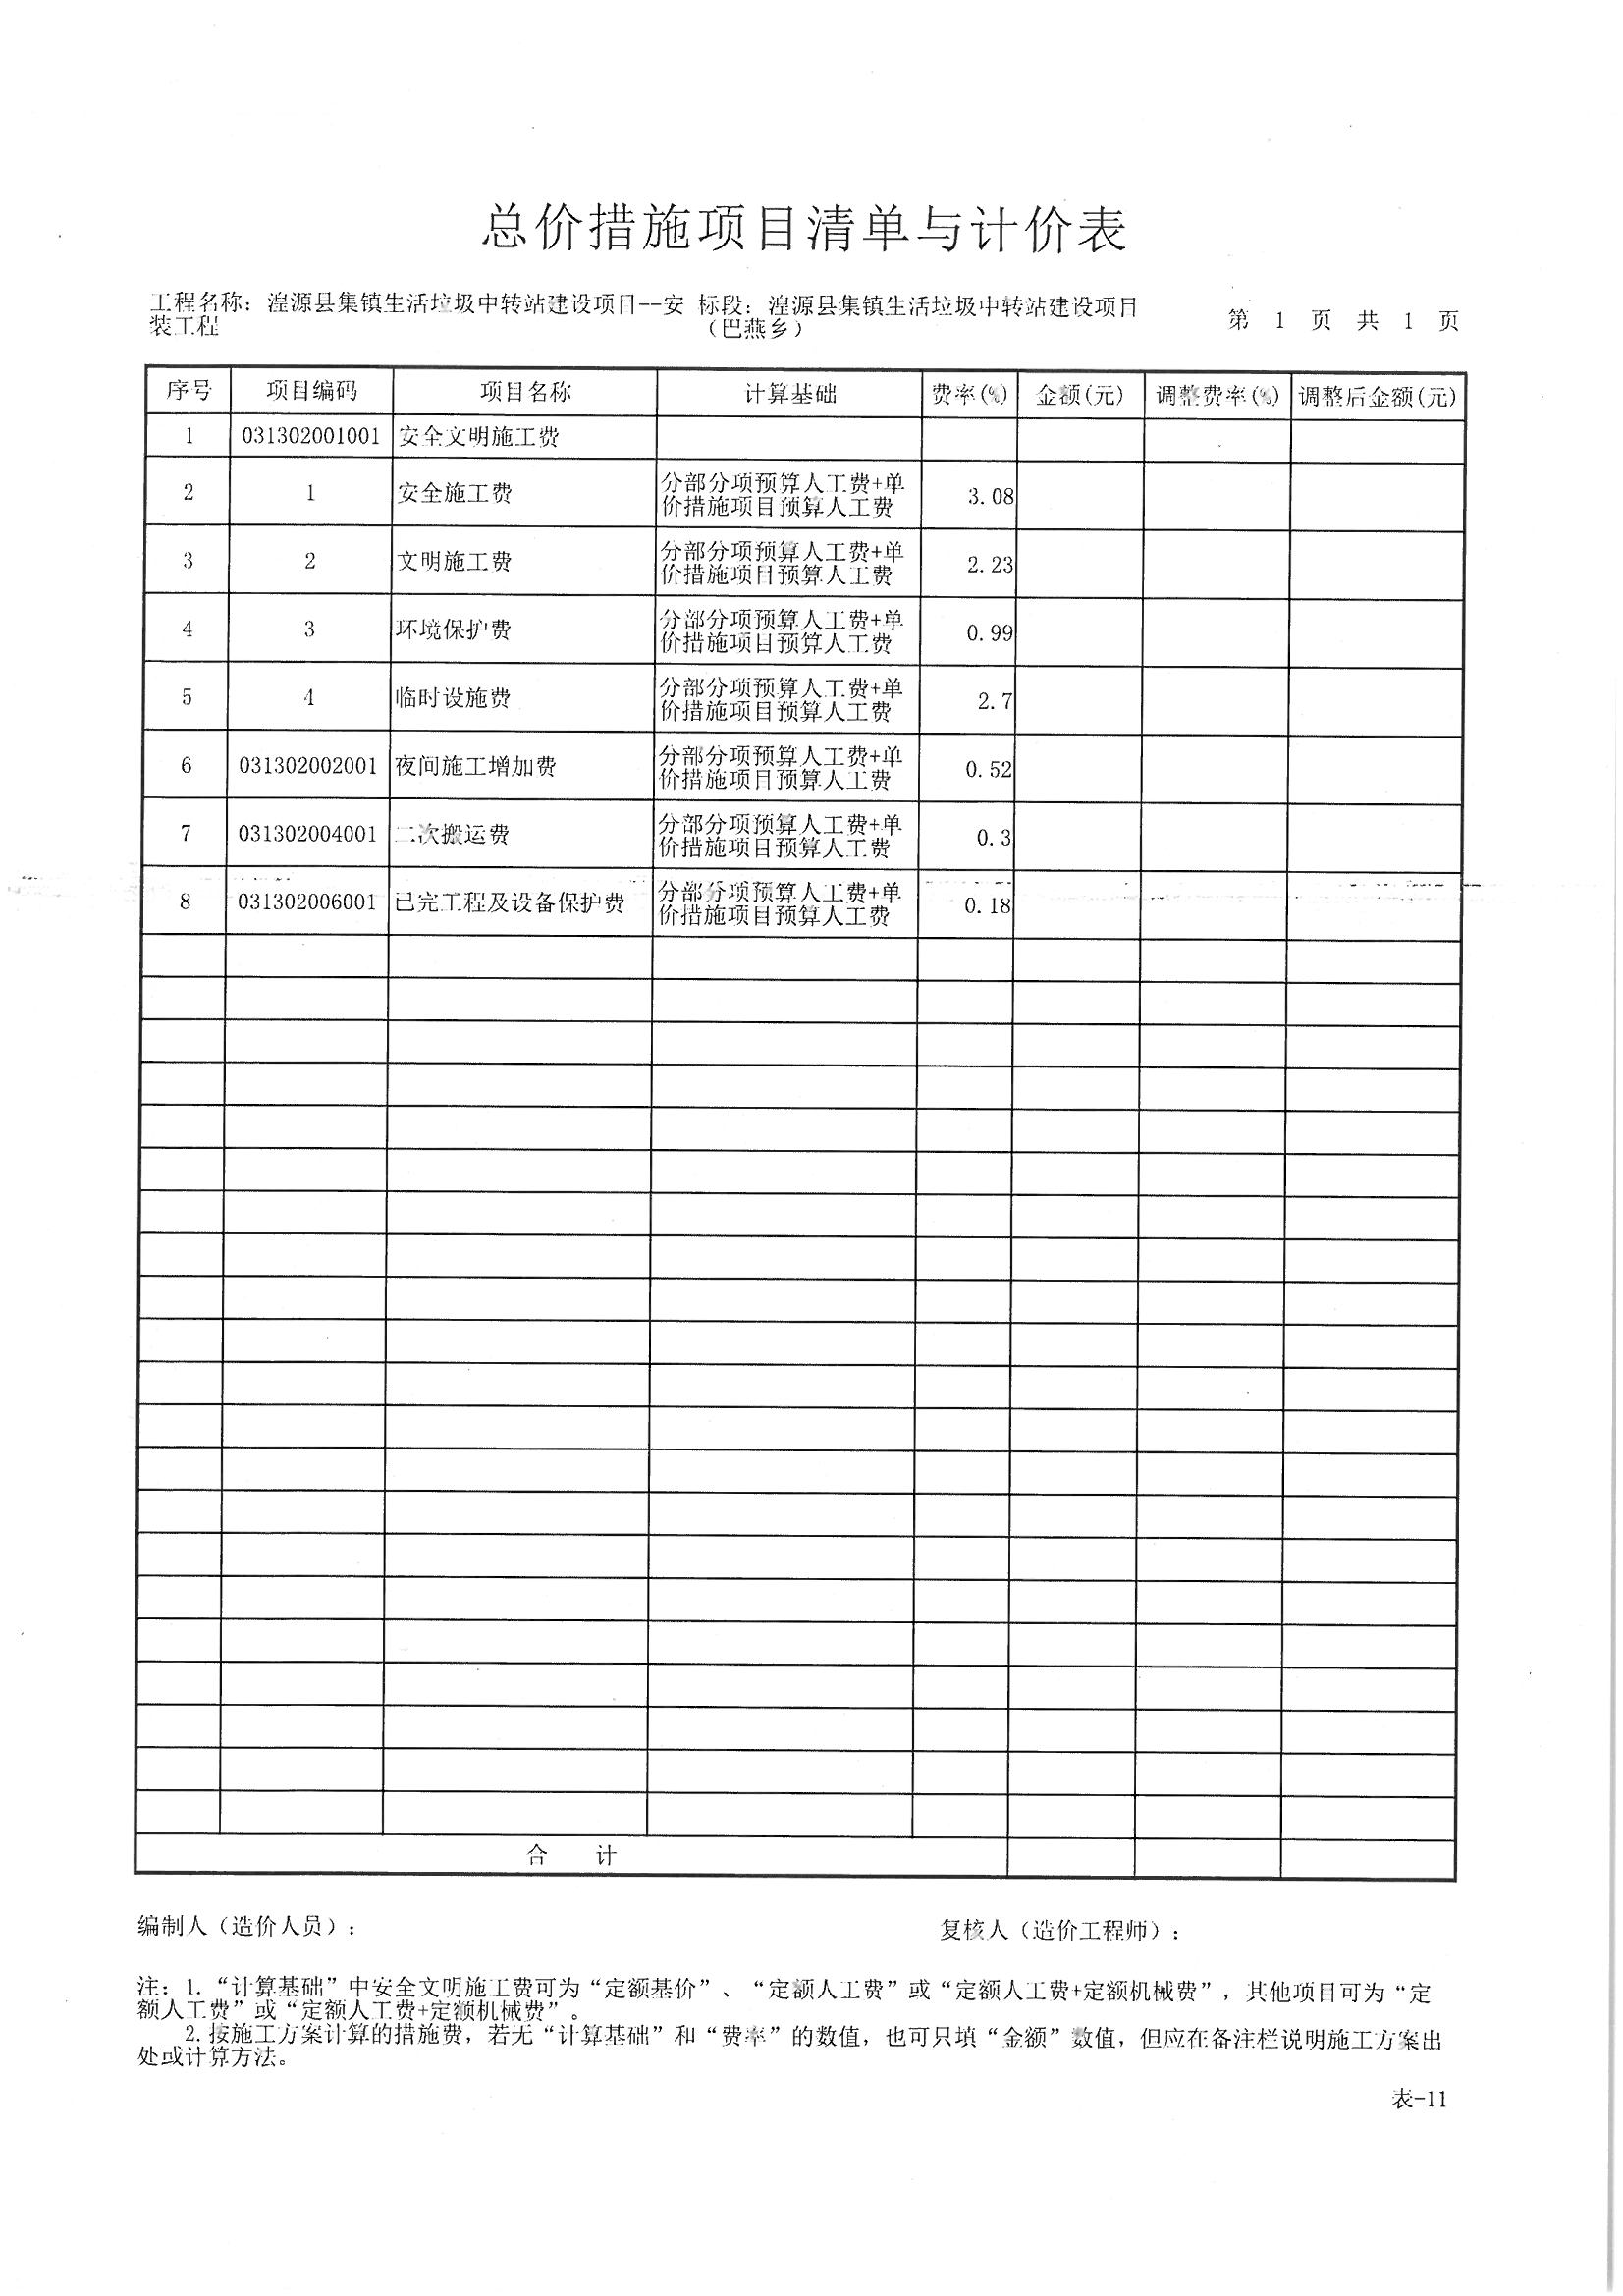 总价措施项目清单与计价表
工程名称：湟源县集镇生活垃圾中转站建设项目--安 标段：湟源县集镇生活垃圾中转站建设项目
装工程 （巴燕乡） 第 1 页 共 1 页
序号 项目编码 项目名称 计算基础 费率(%) 金额(元) 调整费率(%) 调整后金额(元)
1 031302001001 安全文明施工费
2 1 安全施工费 分部分项预算人工费+单 3.08
价措施项目预算人工费
3 2 文明施工费 分部分项预算人工费+单 2.23
价措施项目预算人工费
4 3 环境保护费 分部分项预算人工费+单 0.99
价措施项目预算人工费
5 4 临时设施费 分部分项预算人工费+单 2.7
价措施项目预算人工费
6 031302002001 夜间施工增加费 分部分项预算人工费+单 0.52
价措施项目预算人工费
7 031302004001 二次搬运费 分部分项预算人工费+单 0.3
价措施项目预算人工费
8 031302006001 已完工程及设备保护费 分部分项预算人工费+单 0.18
价措施项目预算人工费
合 计
编制人（造价人员）： 复核人（造价工程师）：
注：1.“计算基础”中安全文明施工费可为“定额基价”、“定额人工费”或“定额人工费+定额机械费”，其他项目可为“定
额人工费”或“定额人工费+定额机械费”。
2.按施工方案计算的措施费，若无“计算基础”和“费率”的数值，也可只填“金额”数值，但应在备注栏说明施工方案出
处或计算方法。
表-11